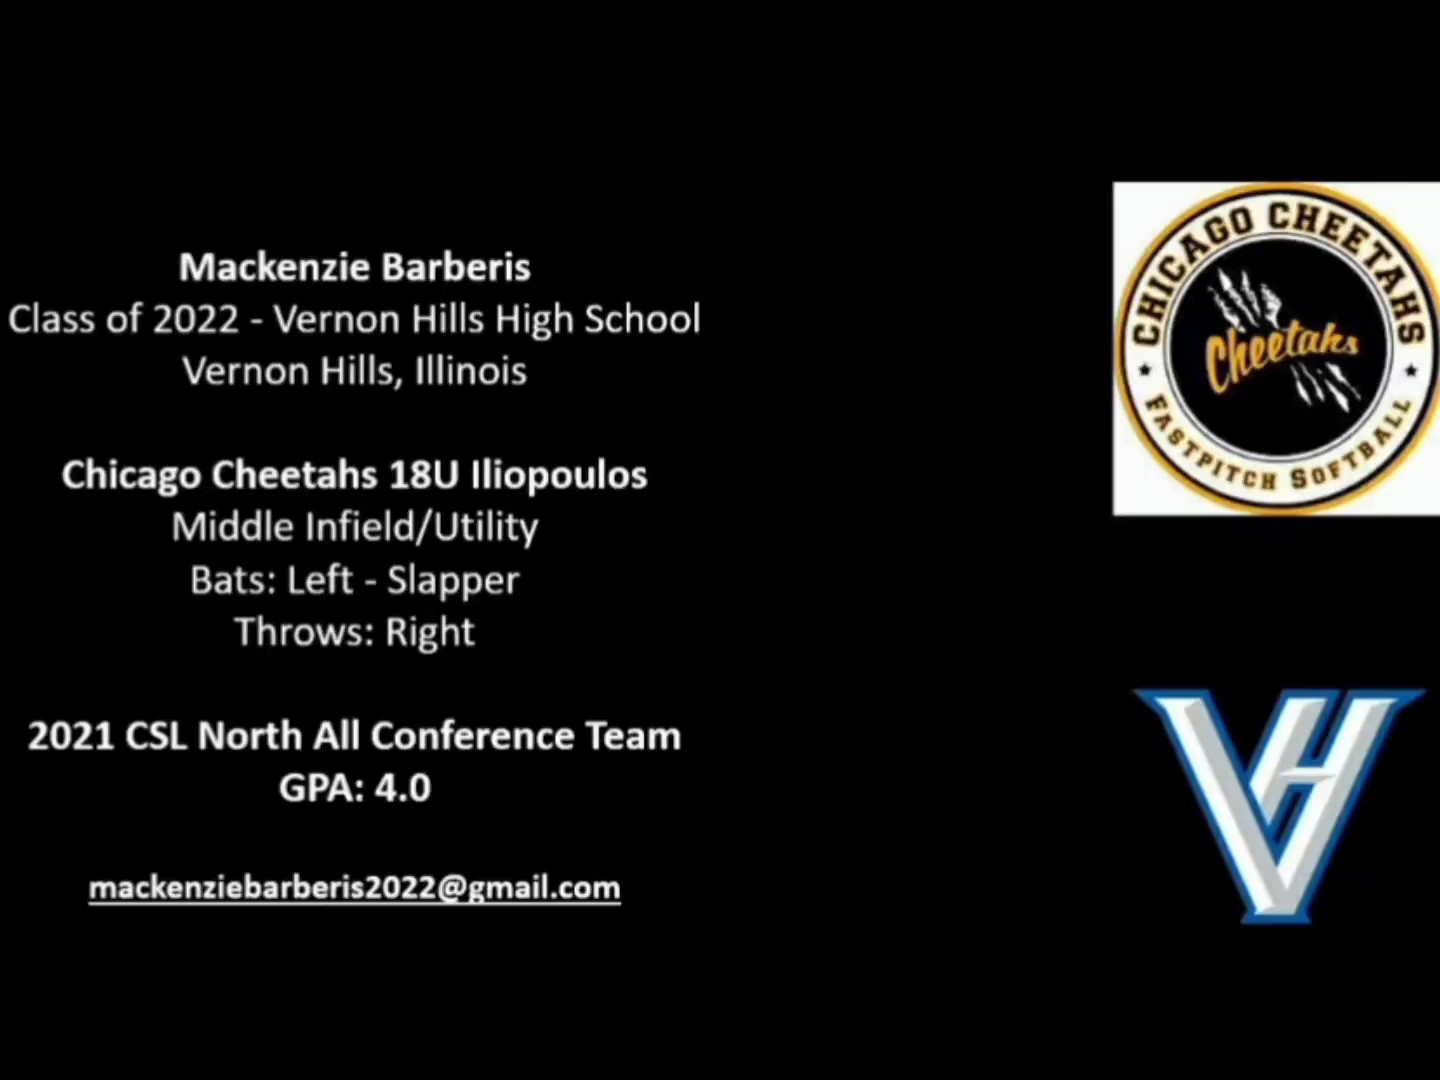 Mackenzie Barberis
Class of 2022 - Vernon Hills High School
Vernon Hills, Illinois
Chicago Cheetahs 18U Iliopoulos
Middle Infield/Utility
Bats: Left - Slapper
Throws: Right
2021 CSL North All Conference Team
GPA: 4.0
mackenziebarberis2022@gmail.com
CHICAGO CHEETAHS
Cheetahs
FASTPITCH SOFTBALL
VH